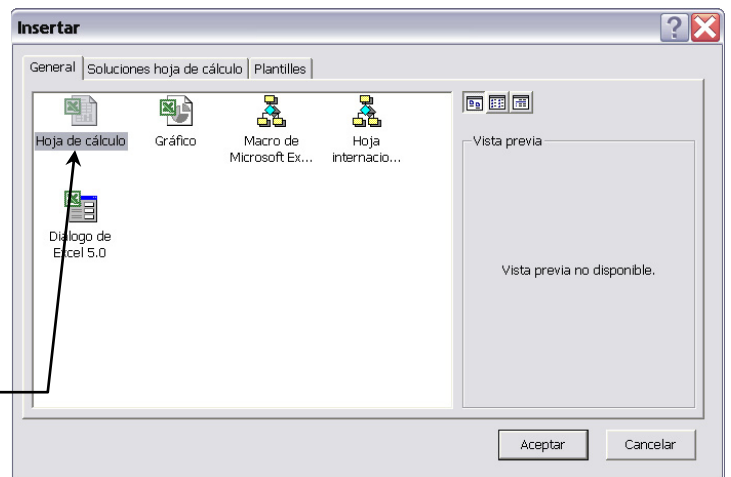 Insertar
General Soluciones hoja de cálculo Plantilles
Hoja de cálculo Gráfico Macro de Microsoft Ex... Hoja internacio...
Vista previa
Diálogo de Excel 5.0
Vista previa no disponible.
Aceptar Cancelar